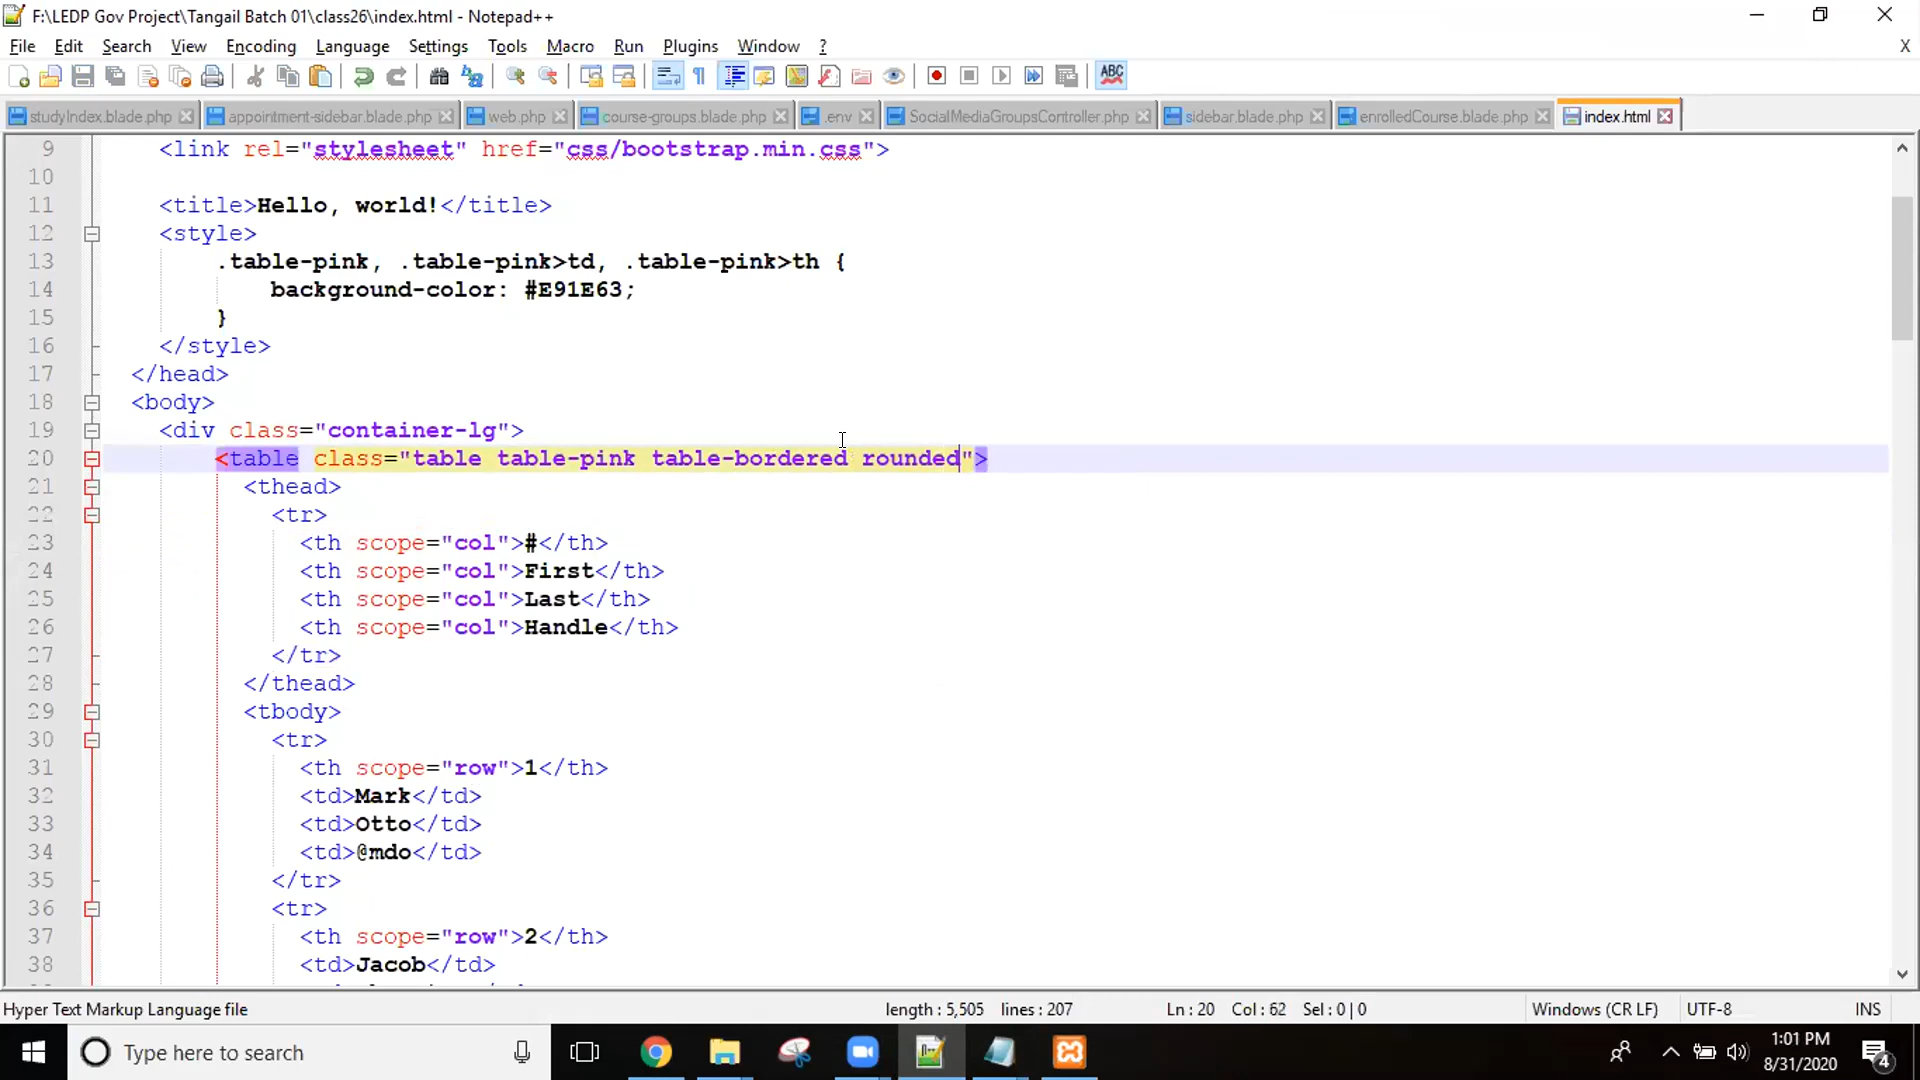 F:\LEDP Gov Project\Tangail Batch 01\class26\index.html - Notepad++
File Edit Search View Encoding Language Settings Tools Macro Run Plugins Window ? X
ABC
studyIndex.blade.php appointment-sidebar.blade.php web.php course-groups.blade.php .env SocialMediaGroupsController.php sidebar.blade.php enrolledCourse.blade.php index.html
9 <link rel="stylesheet" href="css/bootstrap.min.css">
10
11 <title>Hello, world!</title>
12 <style>
13 .table-pink, .table-pink>td, .table-pink>th {
14 background-color: #E91E63;
15 }
16 </style>
17 </head>
18 <body>
19 <div class="container-lg">
20 <table class="table table-pink table-bordered rounded">
21 <thead>
22 <tr>
23 <th scope="col">#</th>
24 <th scope="col">First</th>
25 <th scope="col">Last</th>
26 <th scope="col">Handle</th>
27 </tr>
28 </thead>
29 <tbody>
30 <tr>
31 <th scope="row">1</th>
32 <td>Mark</td>
33 <td>Otto</td>
34 <td>@mdo</td>
35 </tr>
36 <tr>
37 <th scope="row">2</th>
38 <td>Jacob</td>
Hyper Text Markup Language file length : 5,505 lines : 207 Ln : 20 Col : 62 Sel : 0 | 0 Windows (CR LF) UTF-8 INS
Type here to search
1:01 PM
8/31/2020
4